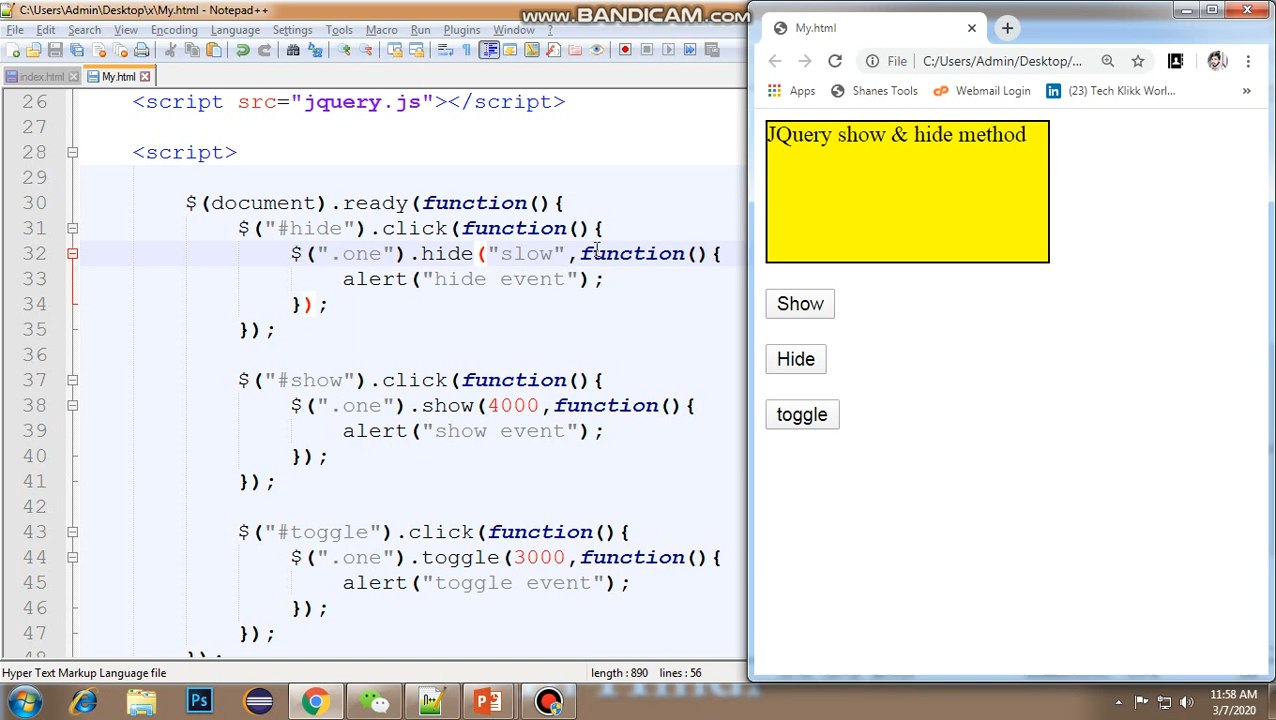 C:\Users\Admin\Desktop\x\My.html - Notepad++
www.BANDICAM.com
File Edit Search View Encoding Language Settings Tools Macro Run Plugins Window ?
index.html My.html
26 <script src="jquery.js"></script>
27
28 <script>
29
30 $(document).ready(function(){
31 $("#hide").click(function(){
32 $(".one").hide("slow",function(){
33 alert("hide event");
34 });
35 });
36
37 $("#show").click(function(){
38 $(".one").show(4000,function(){
39 alert("show event");
40 });
41 });
42
43 $("#toggle").click(function(){
44 $(".one").toggle(3000,function(){
45 alert("toggle event");
46 });
47 });
Hyper Text Markup Language file length : 890 lines : 56
My.html
File C:/Users/Admin/Desktop/...
Apps Shanes Tools Webmail Login (23) Tech Klikk Worl... »
JQuery show & hide method
Show
Hide
toggle
Ps
11:58 AM
3/7/2020